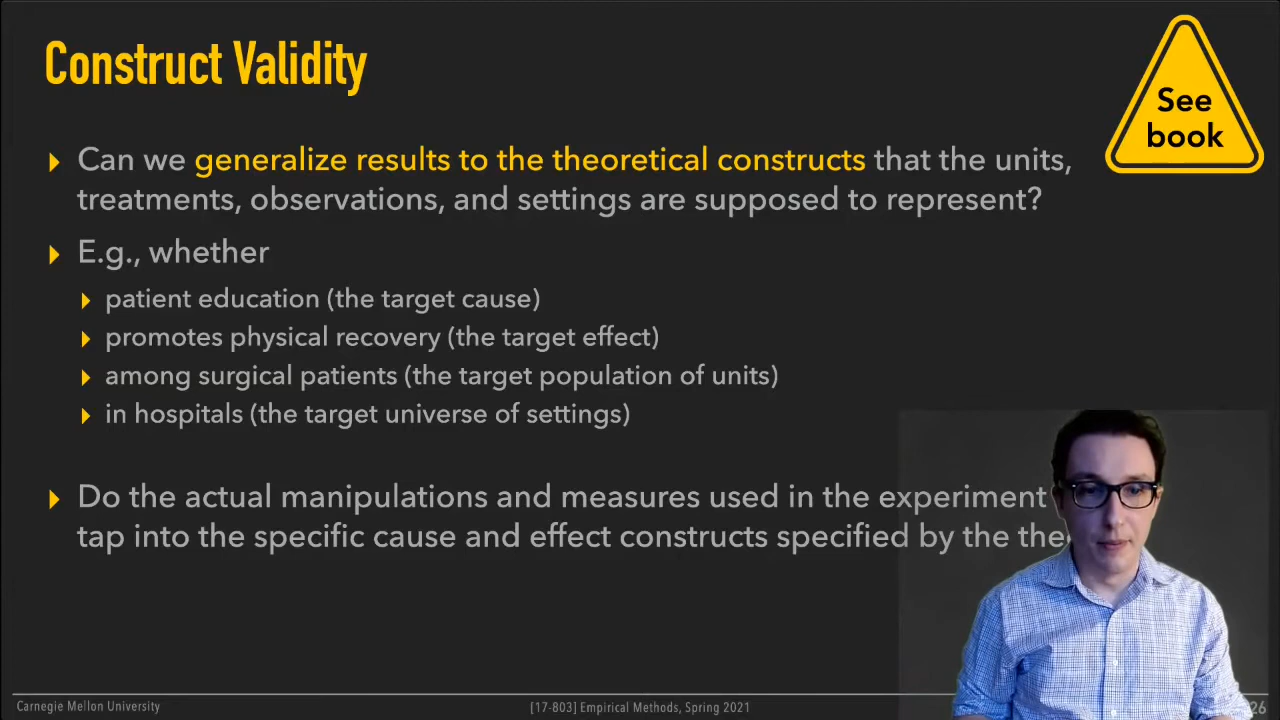 Construct Validity
See
book
Can we generalize results to the theoretical constructs that the units,
treatments, observations, and settings are supposed to represent?
E.g., whether
patient education (the target cause)
promotes physical recovery (the target effect)
among surgical patients (the target population of units)
in hospitals (the target universe of settings)
Do the actual manipulations and measures used in the experiment
tap into the specific cause and effect constructs specified by the
Carnegie Mellon University
[17-803] Empirical Methods, Spring 2021